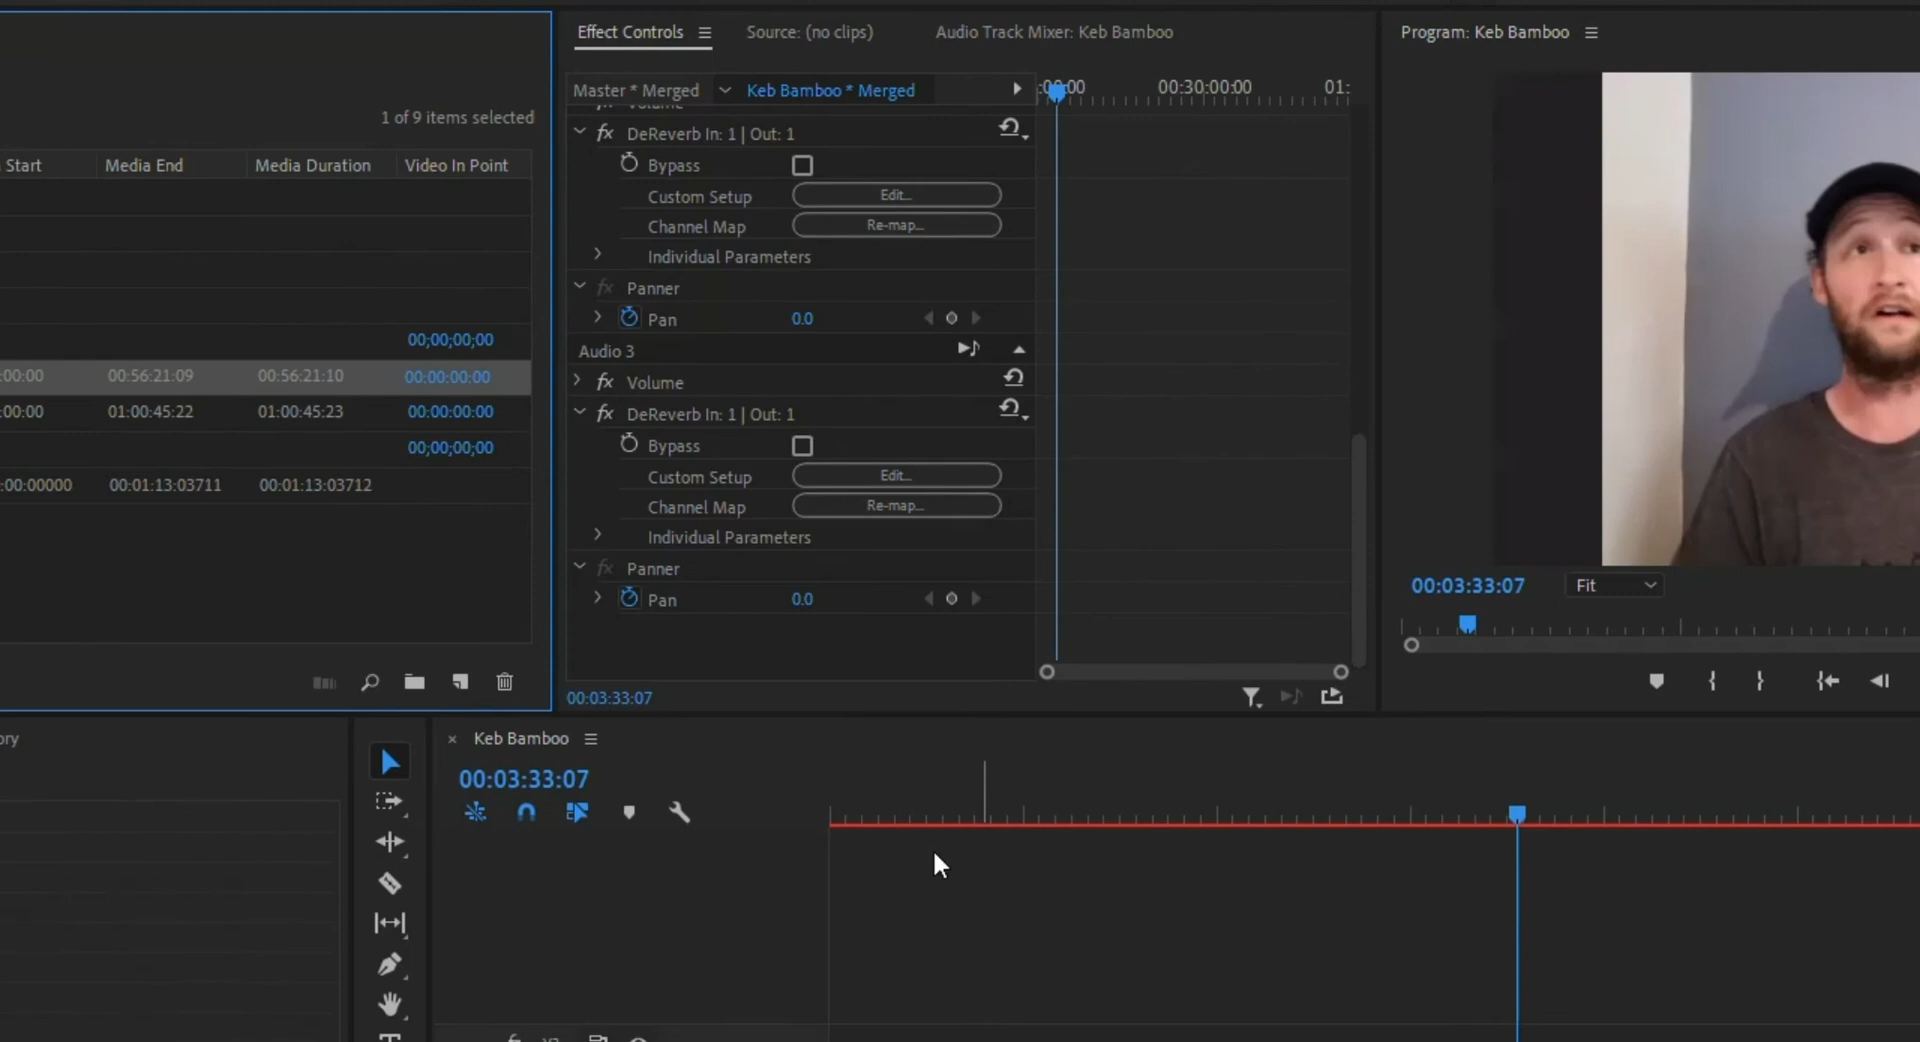 Effect Controls
Source: (no clips)
Audio Track Mixer: Keb Bamboo
Program: Keb Bamboo
1 of 9 items selected
Start
Media End
Media Duration
Video In Point
00;00;00;00
:00:00
00:56:21:09
00:56:21:10
00:00:00:00
:00:00
01:00:45:22
01:00:45:23
00:00:00:00
00;00;00;00
:00:00000
00:01:13:03711
00:01:13:03712
Master * Merged
Keb Bamboo * Merged
:00:00
00:30:00:00
01:
Volume
fx DeReverb In: 1 | Out: 1
Bypass
Custom Setup
Edit...
Channel Map
Re-map...
Individual Parameters
fx Panner
Pan
0.0
Audio 3
fx Volume
fx DeReverb In: 1 | Out: 1
Bypass
Custom Setup
Edit...
Channel Map
Re-map...
Individual Parameters
fx Panner
Pan
0.0
00:03:33:07
00:03:33:07
Fit
ory
× Keb Bamboo
00:03:33:07